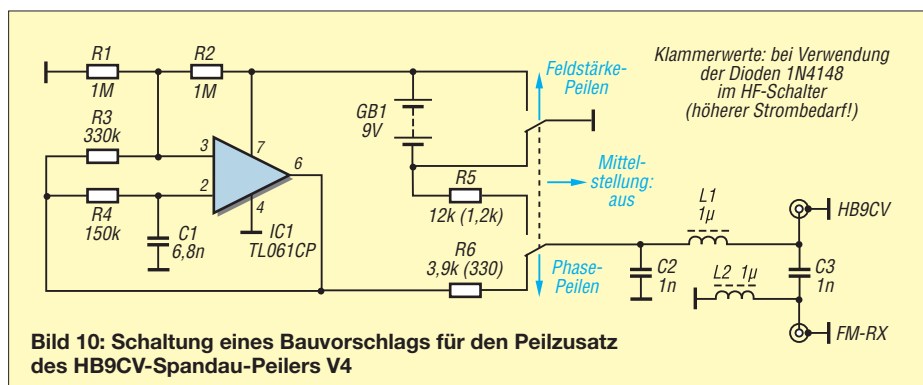 R1
1M
R2
1M
R3
330k
R4
150k
C1
6,8n
3
2
7
6
4
IC1
TL061CP
GB1
9V
Feldstärke-
Peilen
Klammerwerte: bei Verwendung
der Dioden 1N4148
im HF-Schalter
(höherer Strombedarf!)
Mittel-
stellung:
aus
R5
12k (1,2k)
R6
3,9k (330)
Phase-
Peilen
L1
1µ
HB9CV
C2
1n
L2 1µ
C3
1n
FM-RX
Bild 10: Schaltung eines Bauvorschlags für den Peilzusatz
des HB9CV-Spandau-Peilers V4